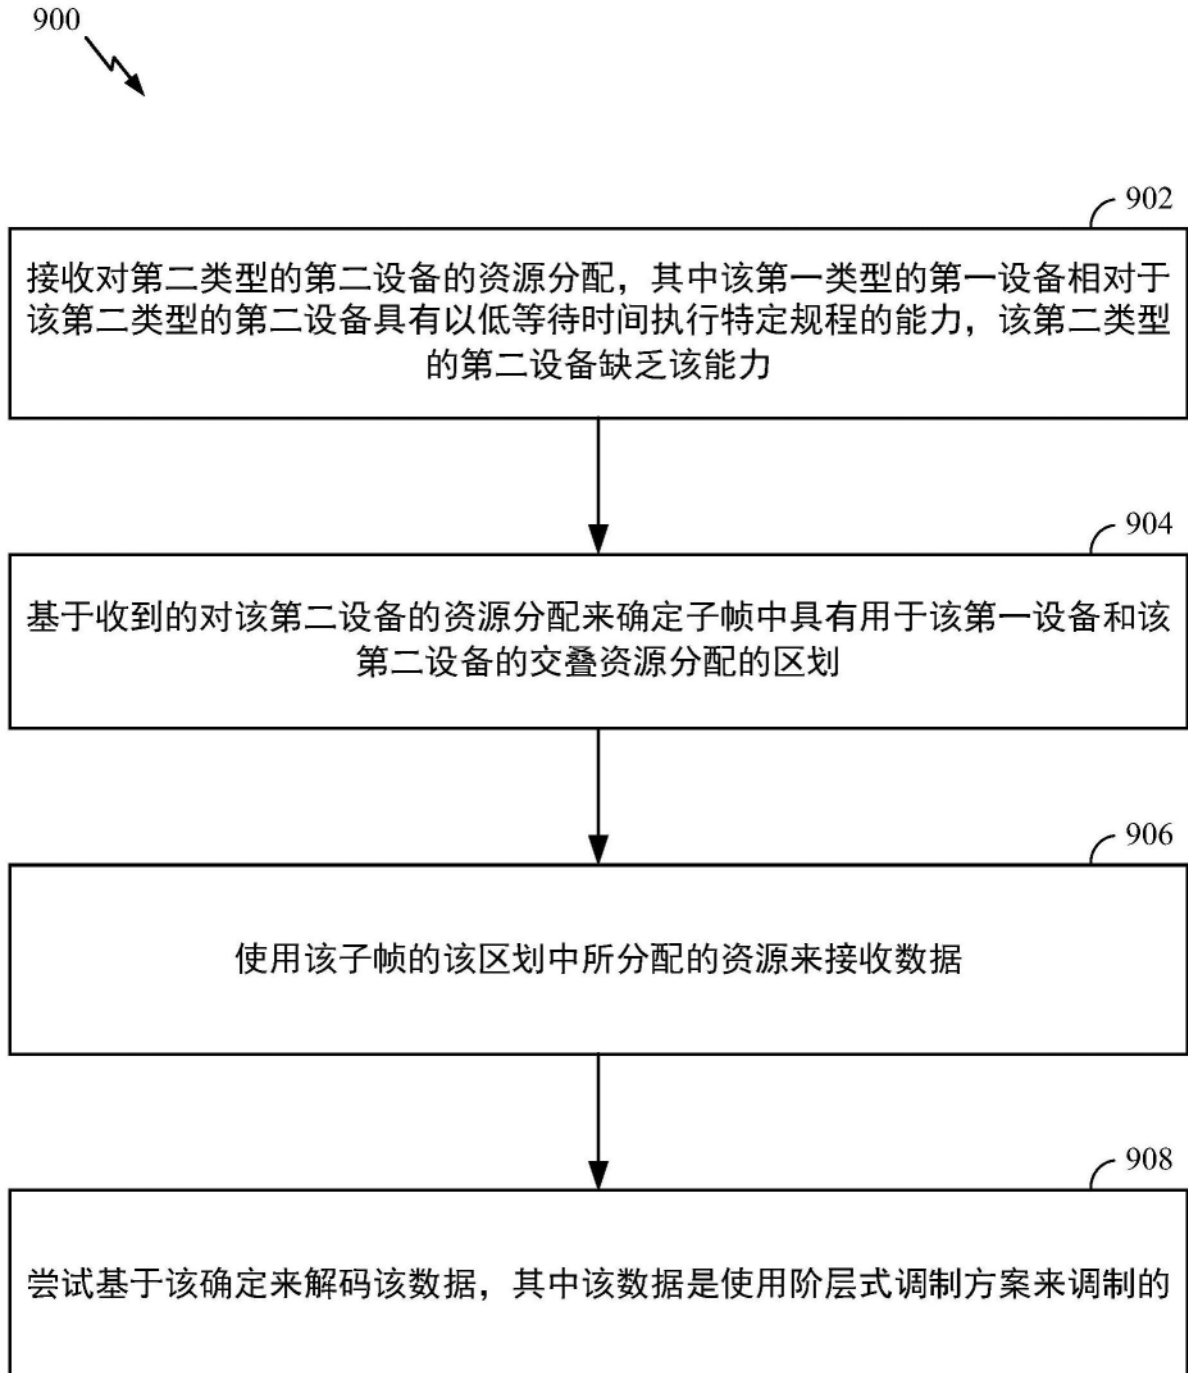 900
902
接收对第二类型的第二设备的资源分配，其中该第一类型的第一设备相对于
该第二类型的第二设备具有以低等待时间执行特定规程的能力，该第二类型
的第二设备缺乏该能力
904
基于收到的对该第二设备的资源分配来确定子帧中具有用于该第一设备和该
第二设备的交叠资源分配的区划
906
使用该子帧的该区划中所分配的资源来接收数据
908
尝试基于该确定来解码该数据，其中该数据是使用阶层式调制方案来调制的